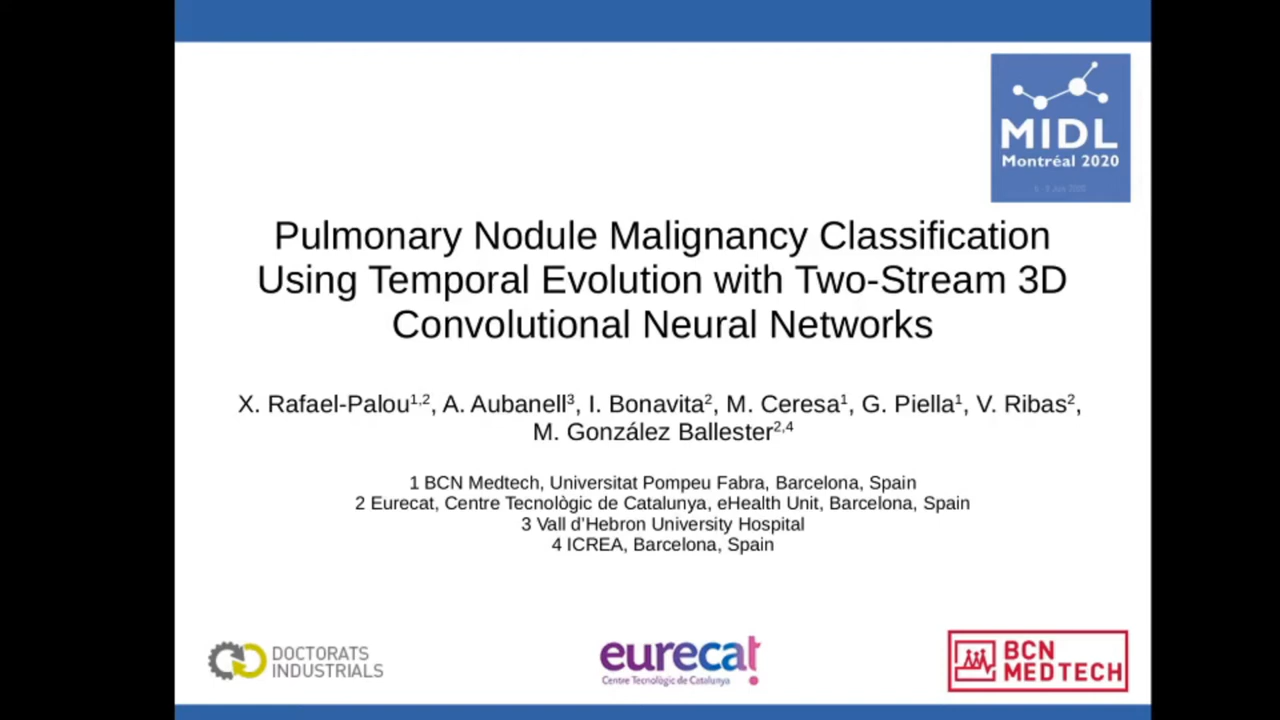 MIDL
Montréal 2020
Pulmonary Nodule Malignancy Classification
Using Temporal Evolution with Two-Stream 3D
Convolutional Neural Networks
X. Rafael-Palou1,2, A. Aubanell3, I. Bonavita2, M. Ceresa1, G. Piella1, V. Ribas2,
M. González Ballester2,4
1 BCN Medtech, Universitat Pompeu Fabra, Barcelona, Spain
2 Eurecat, Centre Tecnològic de Catalunya, eHealth Unit, Barcelona, Spain
3 Vall d'Hebron University Hospital
4 ICREA, Barcelona, Spain
DOCTORATS
INDUSTRIALS
eurecat
Centre Tecnològic de Catalunya
BCN
MEDTECH